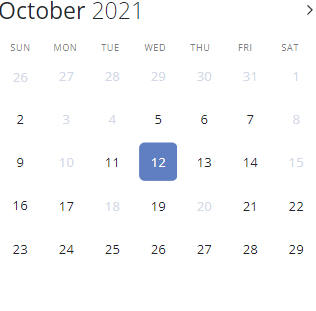 October 2021
SUN MON TUE WED THU FRI SAT
26 27 28 29 30 31 1
2 3 4 5 6 7 8
9 10 11 12 13 14 15
16 17 18 19 20 21 22
23 24 25 26 27 28 29